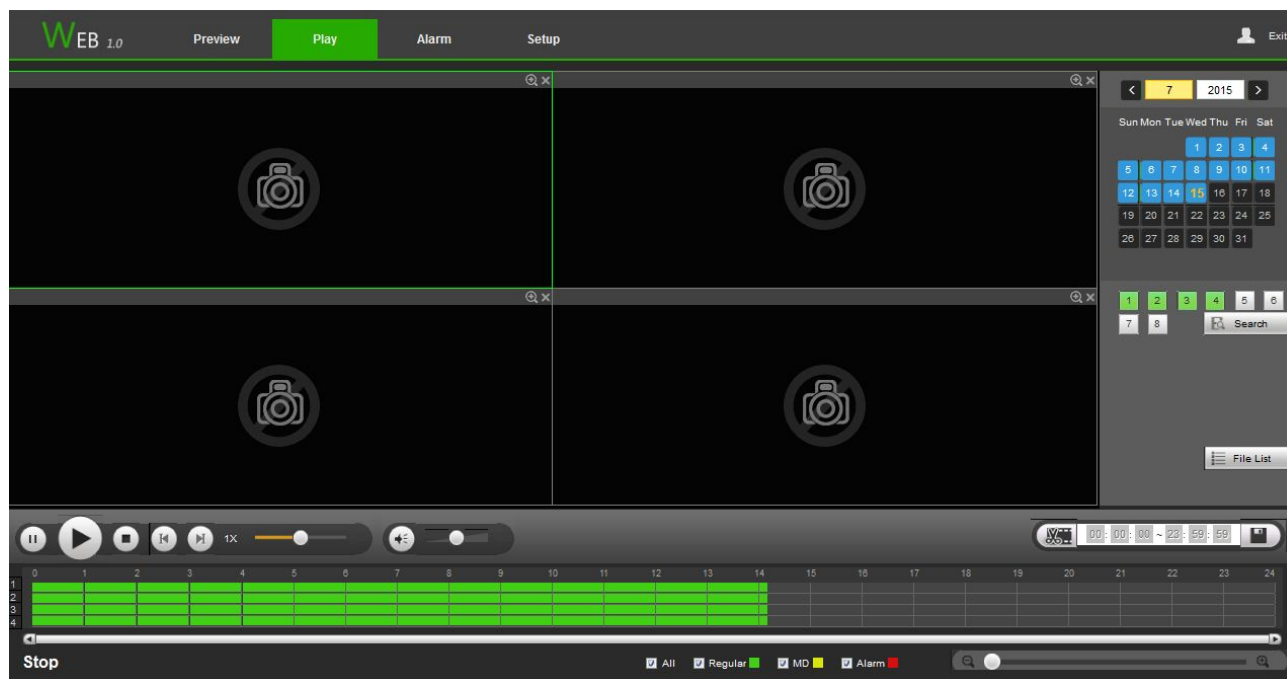 WEB 1.0 Preview Play Alarm Setup Exit
7 2015
Sun Mon Tue Wed Thu Fri Sat
1 2 3 4
5 6 7 8 9 10 11
12 13 14 15 16 17 18
19 20 21 22 23 24 25
26 27 28 29 30 31
1 2 3 4 5 6
7 8 Search
File List
1X 00 : 00 : 00 ~ 23 : 59 : 59
0 1 2 3 4 5 6 7 8 9 10 11 12 13 14 15 16 17 18 19 20 21 22 23 24
1
2
3
4
Stop All Regular MD Alarm